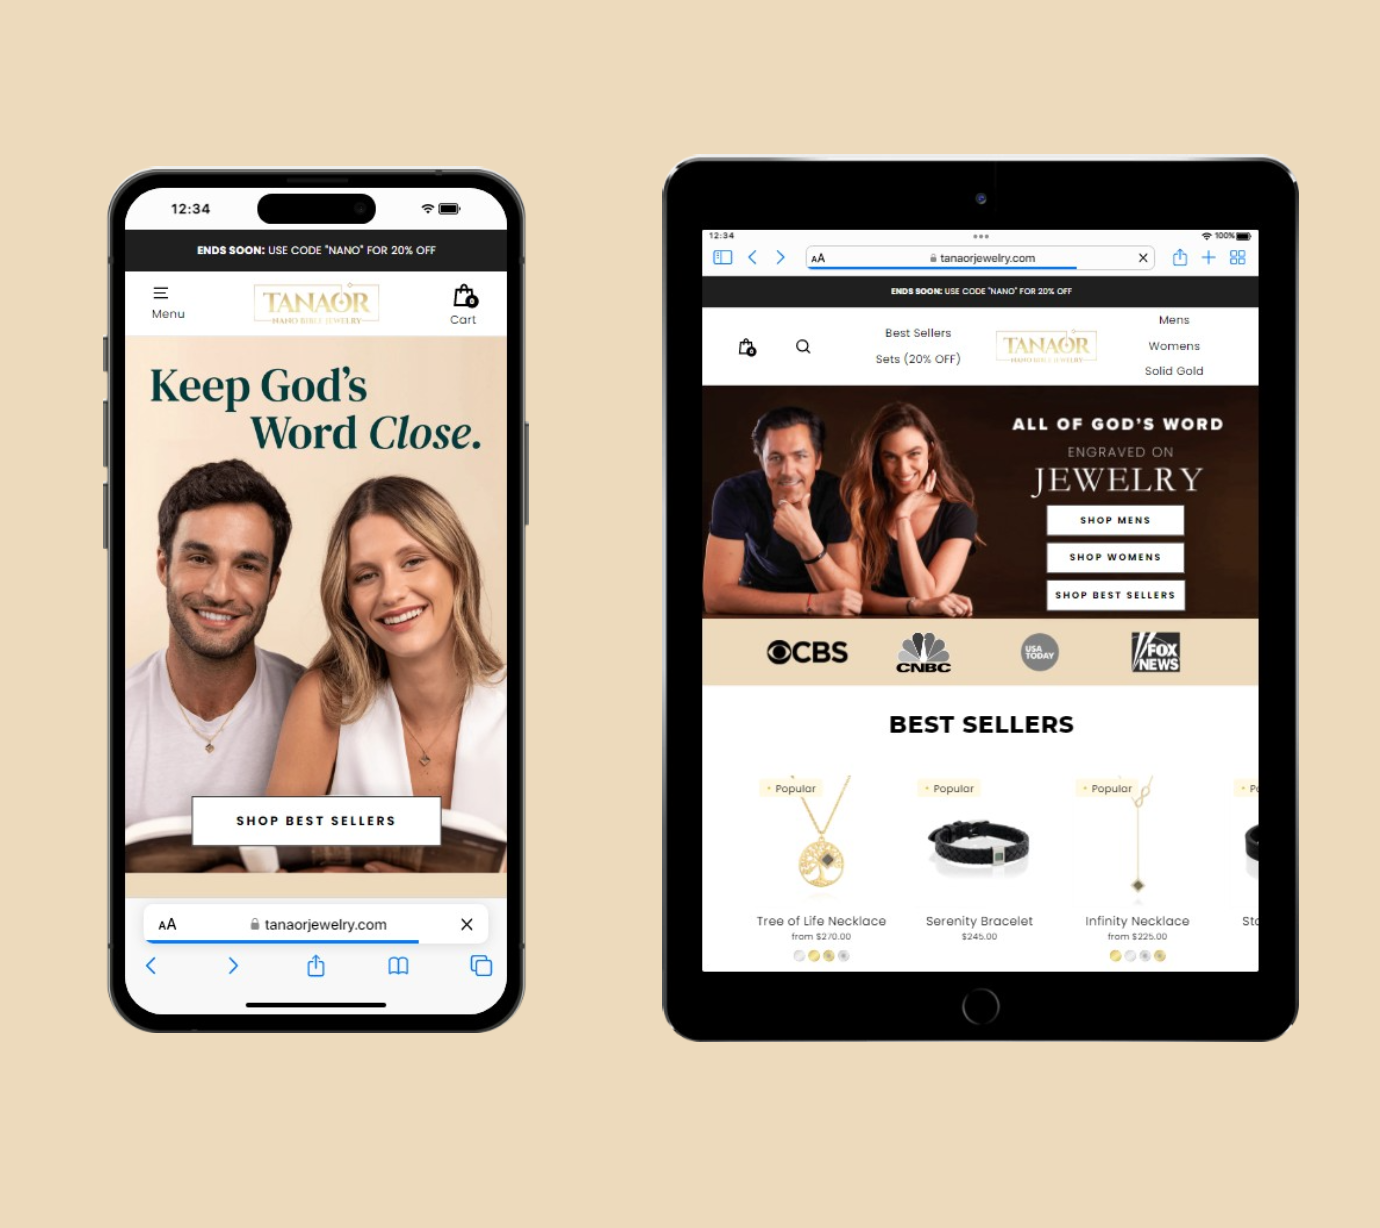 12:34
ENDS SOON: USE CODE "NANO" FOR 20% OFF
Menu
TANAOR
NANO BIBLE JEWELRY
0
Cart
Keep God's
Word Close.
SHOP BEST SELLERS
AA
tanaorjewelry.com
12:34
100%
AA
tanaorjewelry.com
ENDS SOON: USE CODE "NANO" FOR 20% OFF
0
Best Sellers
Sets (20% OFF)
TANAOR
NANO BIBLE JEWELRY
Mens
Womens
Solid Gold
ALL OF GOD'S WORD
ENGRAVED ON
JEWELRY
SHOP MENS
SHOP WOMENS
SHOP BEST SELLERS
CBS
CNBC
USA
TODAY
FOX
NEWS
BEST SELLERS
Popular
Popular
Popular
Tree of Life Necklace
from $270.00
Serenity Bracelet
$245.00
Infinity Necklace
from $225.00